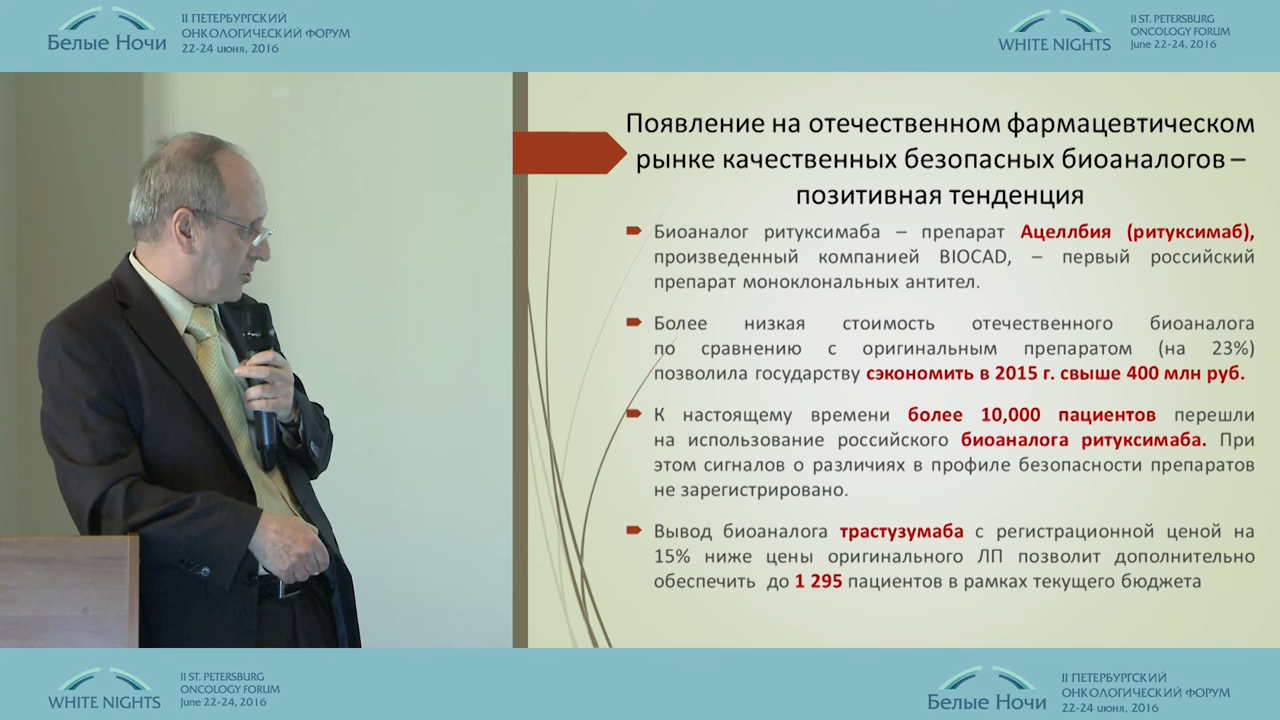 Белые Ночи
II ПЕТЕРБУРГСКИЙ
ОНКОЛОГИЧЕСКИЙ ФОРУМ
22-24 июня, 2016
WHITE NIGHTS
II ST. PETERSBURG
ONCOLOGY FORUM
June 22-24, 2016
Появление на отечественном фармацевтическом
рынке качественных безопасных биоаналогов –
позитивная тенденция
Биоаналог ритуксимаба – препарат Ацеллбия (ритуксимаб),
произведенный компанией BIOCAD, – первый российский
препарат моноклональных антител.
Более низкая стоимость отечественного биоаналога
по сравнению с оригинальным препаратом (на 23%)
позволила государству сэкономить в 2015 г. свыше 400 млн руб.
К настоящему времени более 10,000 пациентов перешли
на использование российского биоаналога ритуксимаба. При
этом сигналов о различиях в профиле безопасности препаратов
не зарегистрировано.
Вывод биоаналога трастузумаба с регистрационной ценой на
15% ниже цены оригинального ЛП позволит дополнительно
обеспечить до 1 295 пациентов в рамках текущего бюджета
WHITE NIGHTS
II ST. PETERSBURG
ONCOLOGY FORUM
June 22-24, 2016
Белые Ночи
II ПЕТЕРБУРГСКИЙ
ОНКОЛОГИЧЕСКИЙ ФОРУМ
22-24 июня, 2016